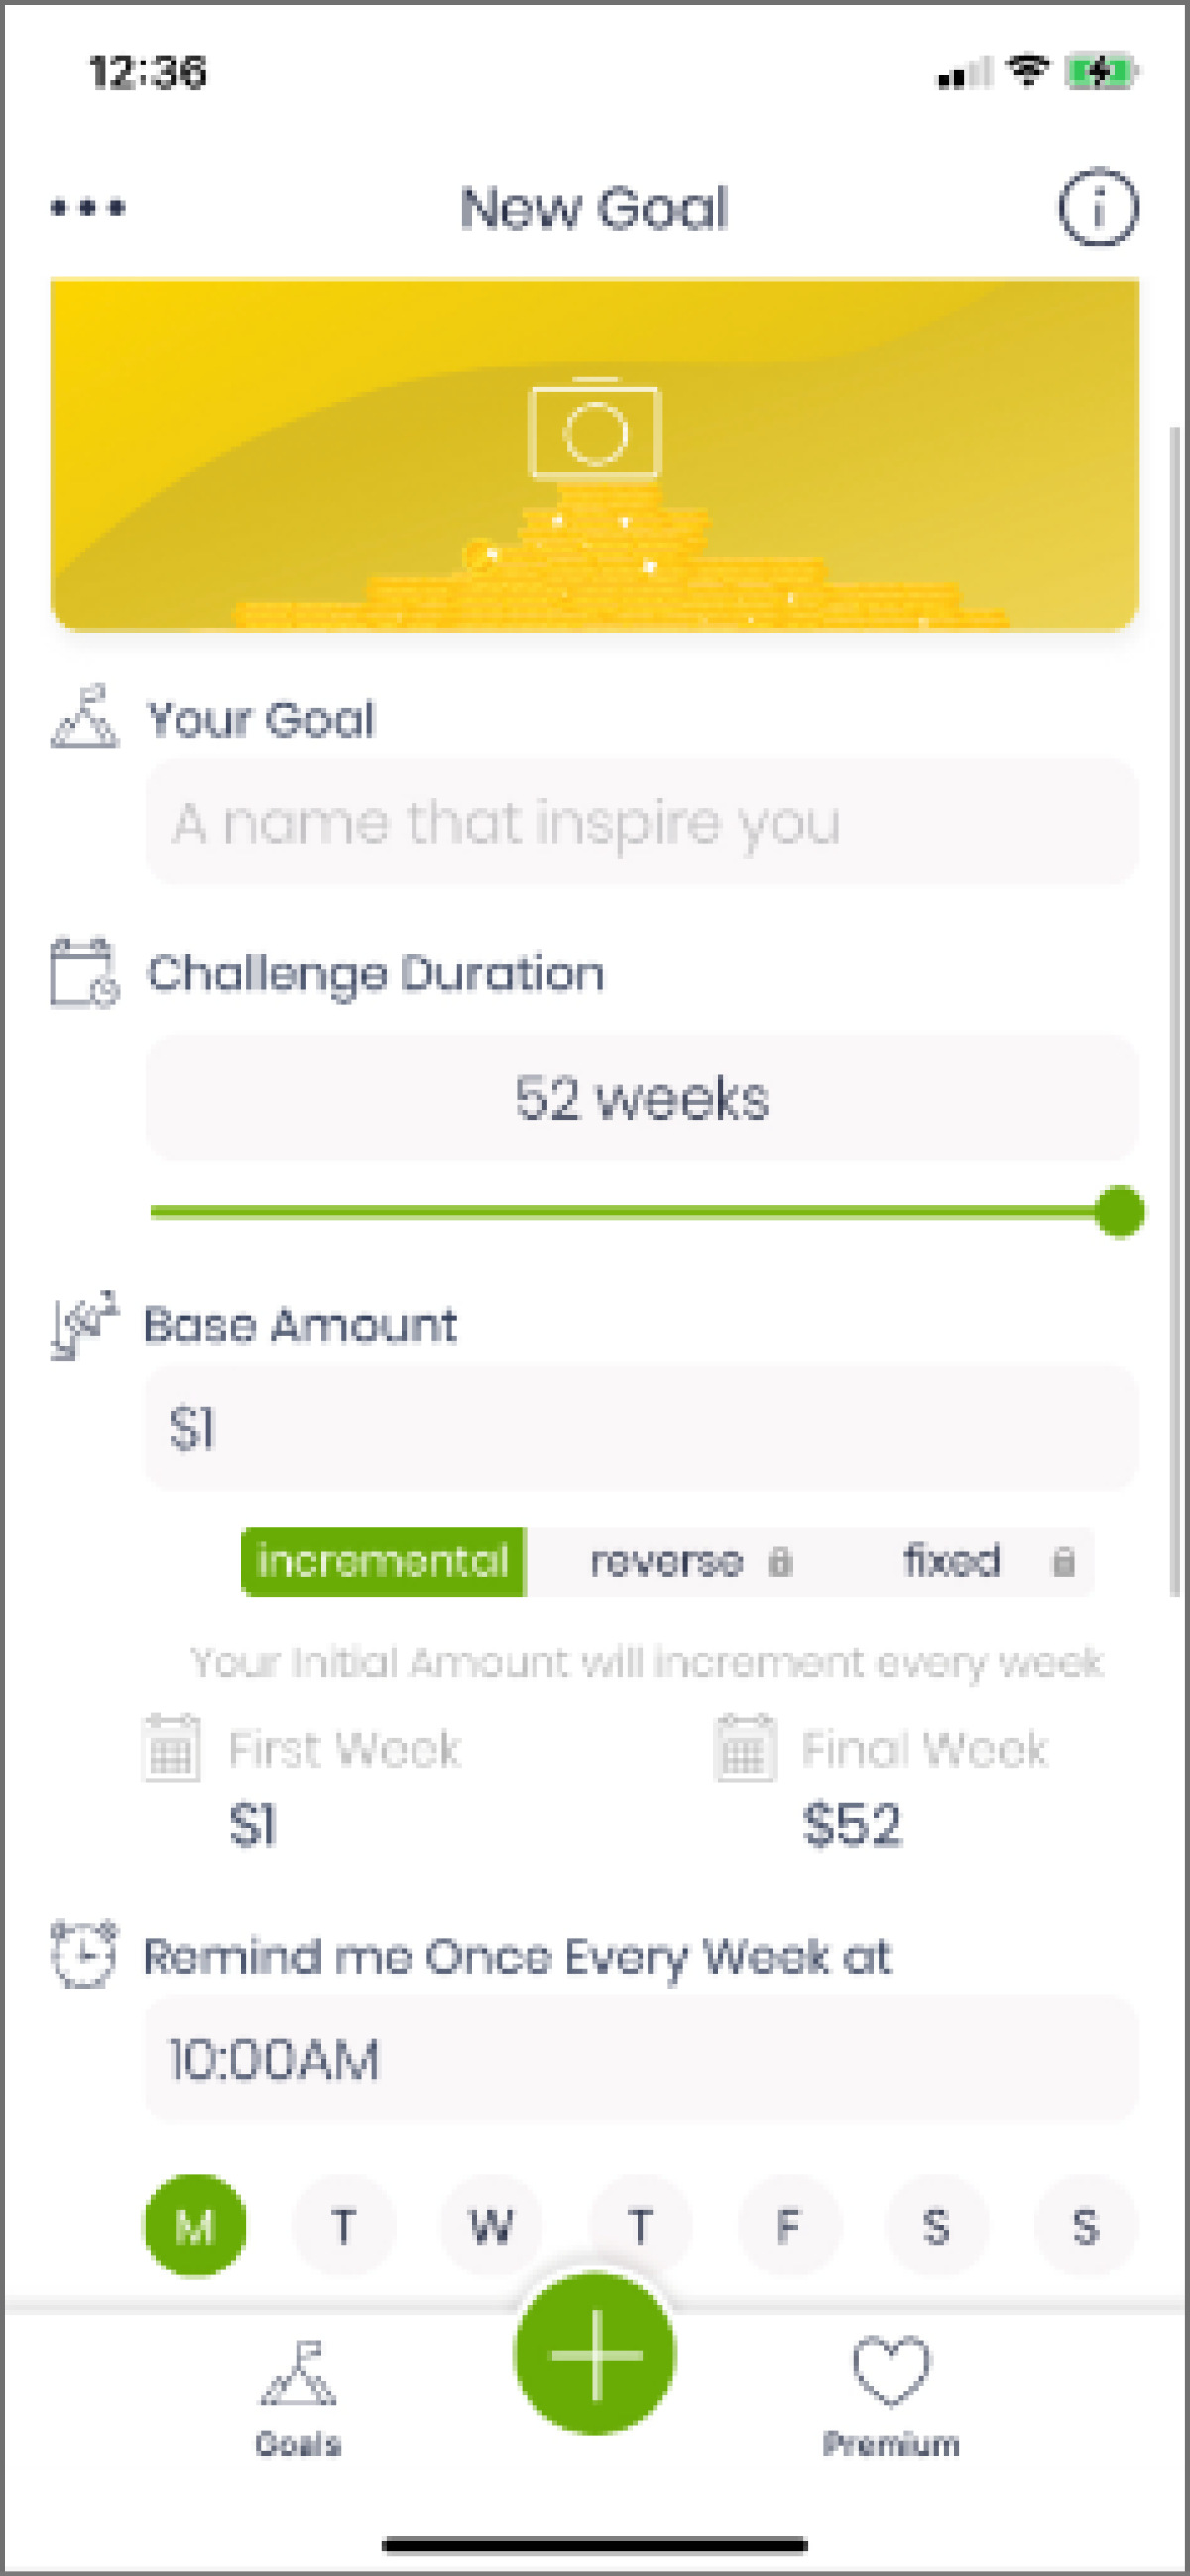 12:36
New Goal
Your Goal
A name that inspire you
Challenge Duration
52 weeks
Base Amount
$1
incremental reverse fixed
Your Initial Amount will increment every week
First Week Final Week
$1 $52
Remind me Once Every Week at
10:00AM
M T W T F S S
Goals Premium